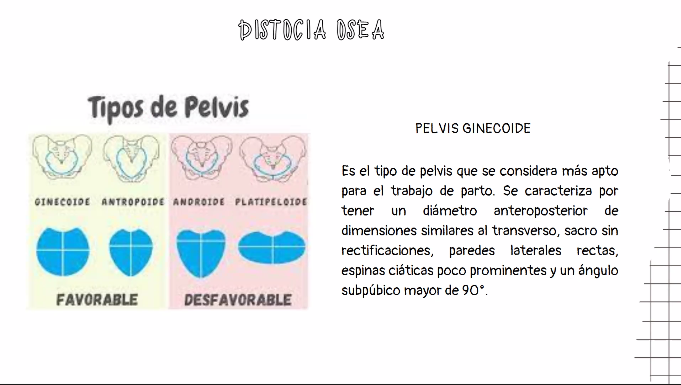 DISTOCIA OSEA
Tipos de Pelvis
GINECOIDE ANTROPOIDE ANDROIDE PLATIPELOIDE
FAVORABLE DESFAVORABLE
PELVIS GINECOIDE
Es el tipo de pelvis que se considera más apto
para el trabajo de parto. Se caracteriza por
tener un diámetro anteroposterior de
dimensiones similares al transverso, sacro sin
rectificaciones, paredes laterales rectas,
espinas ciáticas poco prominentes y un ángulo
subpúbico mayor de 90°.